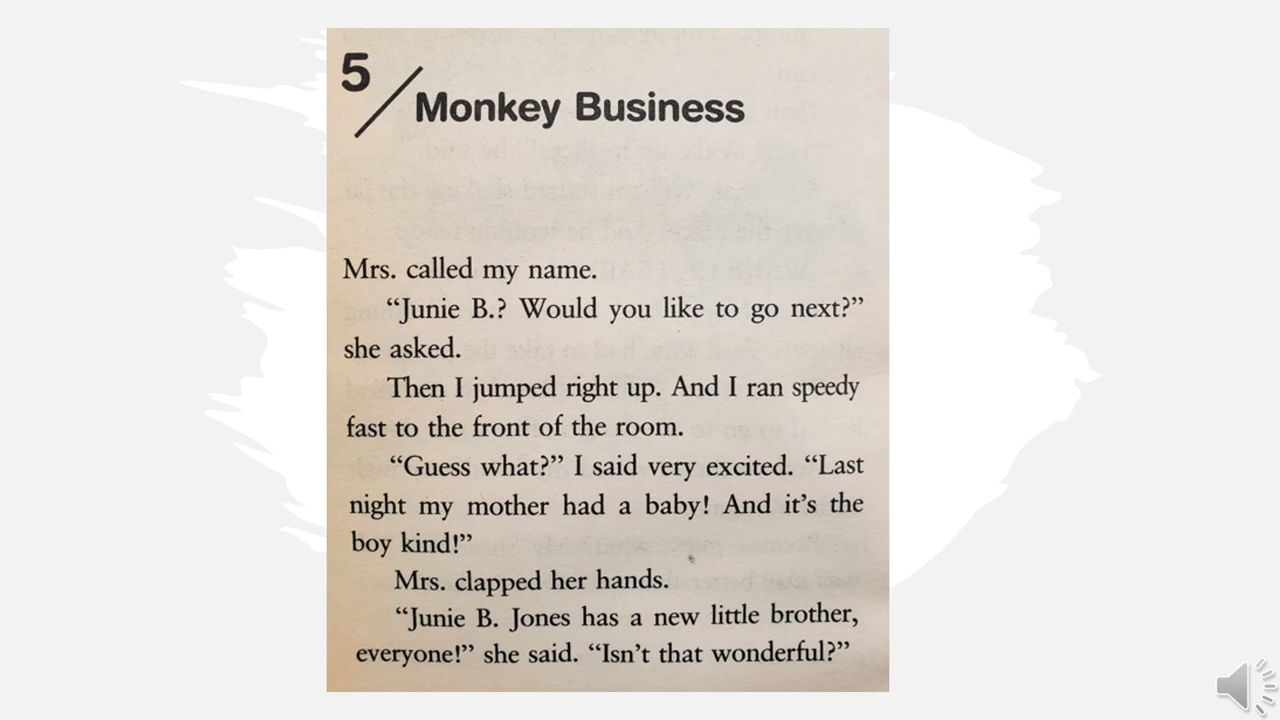 5
Monkey Business
Mrs. called my name.
“Junie B.? Would you like to go next?”
she asked.
Then I jumped right up. And I ran speedy
fast to the front of the room.
“Guess what?” I said very excited. “Last
night my mother had a baby! And it’s the
boy kind!”
Mrs. clapped her hands.
“Junie B. Jones has a new little brother,
everyone!” she said. “Isn’t that wonderful?”